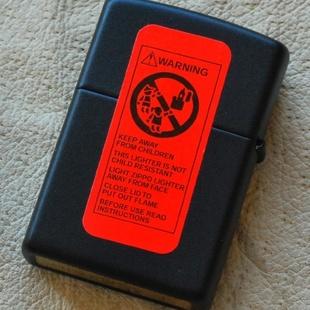 WARNING
KEEP AWAY
FROM CHILDREN
THIS LIGHTER IS NOT
CHILD RESISTANT
LIGHT ZIPPO LIGHTER
AWAY FROM FACE
CLOSE LID TO
PUT OUT FLAME
BEFORE USE READ
INSTRUCTIONS